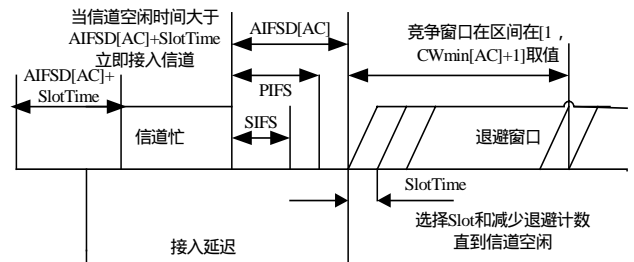 当信道空闲时间大于
AIFSD[AC]+SlotTime
立即接入信道
AIFSD[AC]+
SlotTime
信道忙
AIFSD[AC]
PIFS
SIFS
竞争窗口在区间在[1，
CWmin[AC]+1]取值
退避窗口
SlotTime
选择Slot和减少退避计数
直到信道空闲
接入延迟